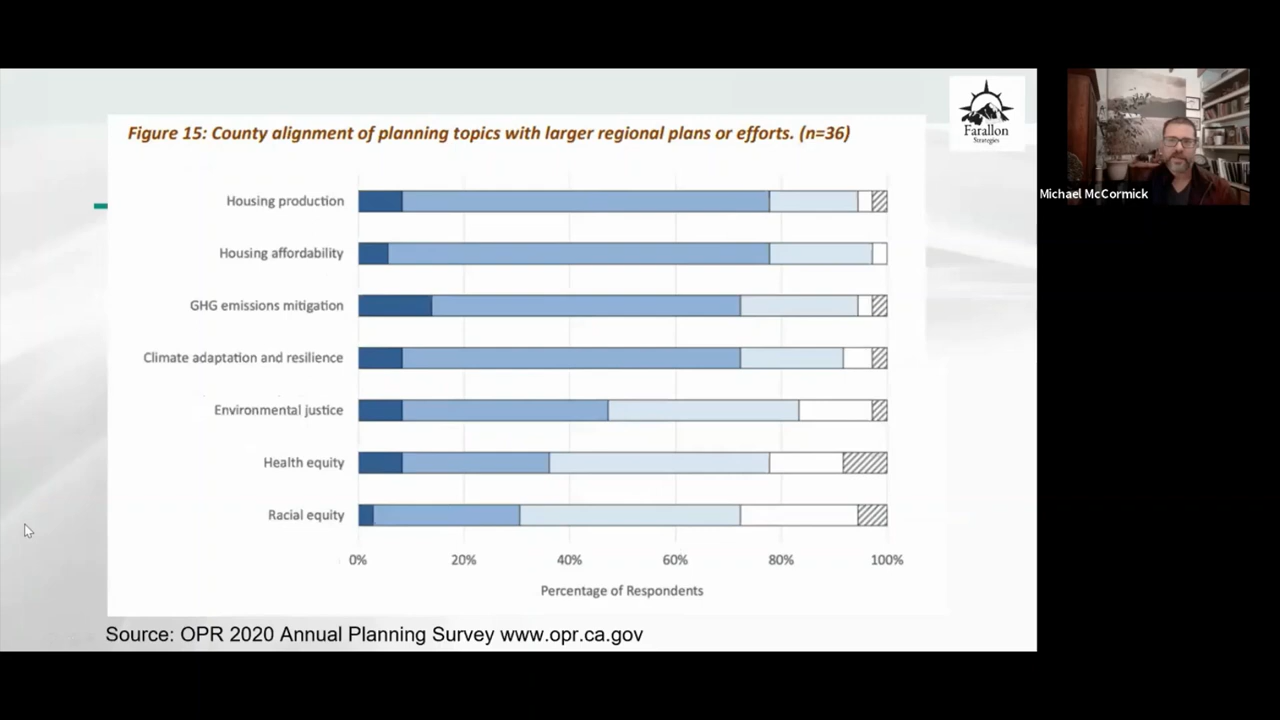 Figure 15: County alignment of planning topics with larger regional plans or efforts. (n=36)
Farallon
Strategies
Michael McCormick
Housing production
Housing affordability
GHG emissions mitigation
Climate adaptation and resilience
Environmental justice
Health equity
Racial equity
0% 20% 40% 60% 80% 100%
Percentage of Respondents
Source: OPR 2020 Annual Planning Survey www.opr.ca.gov